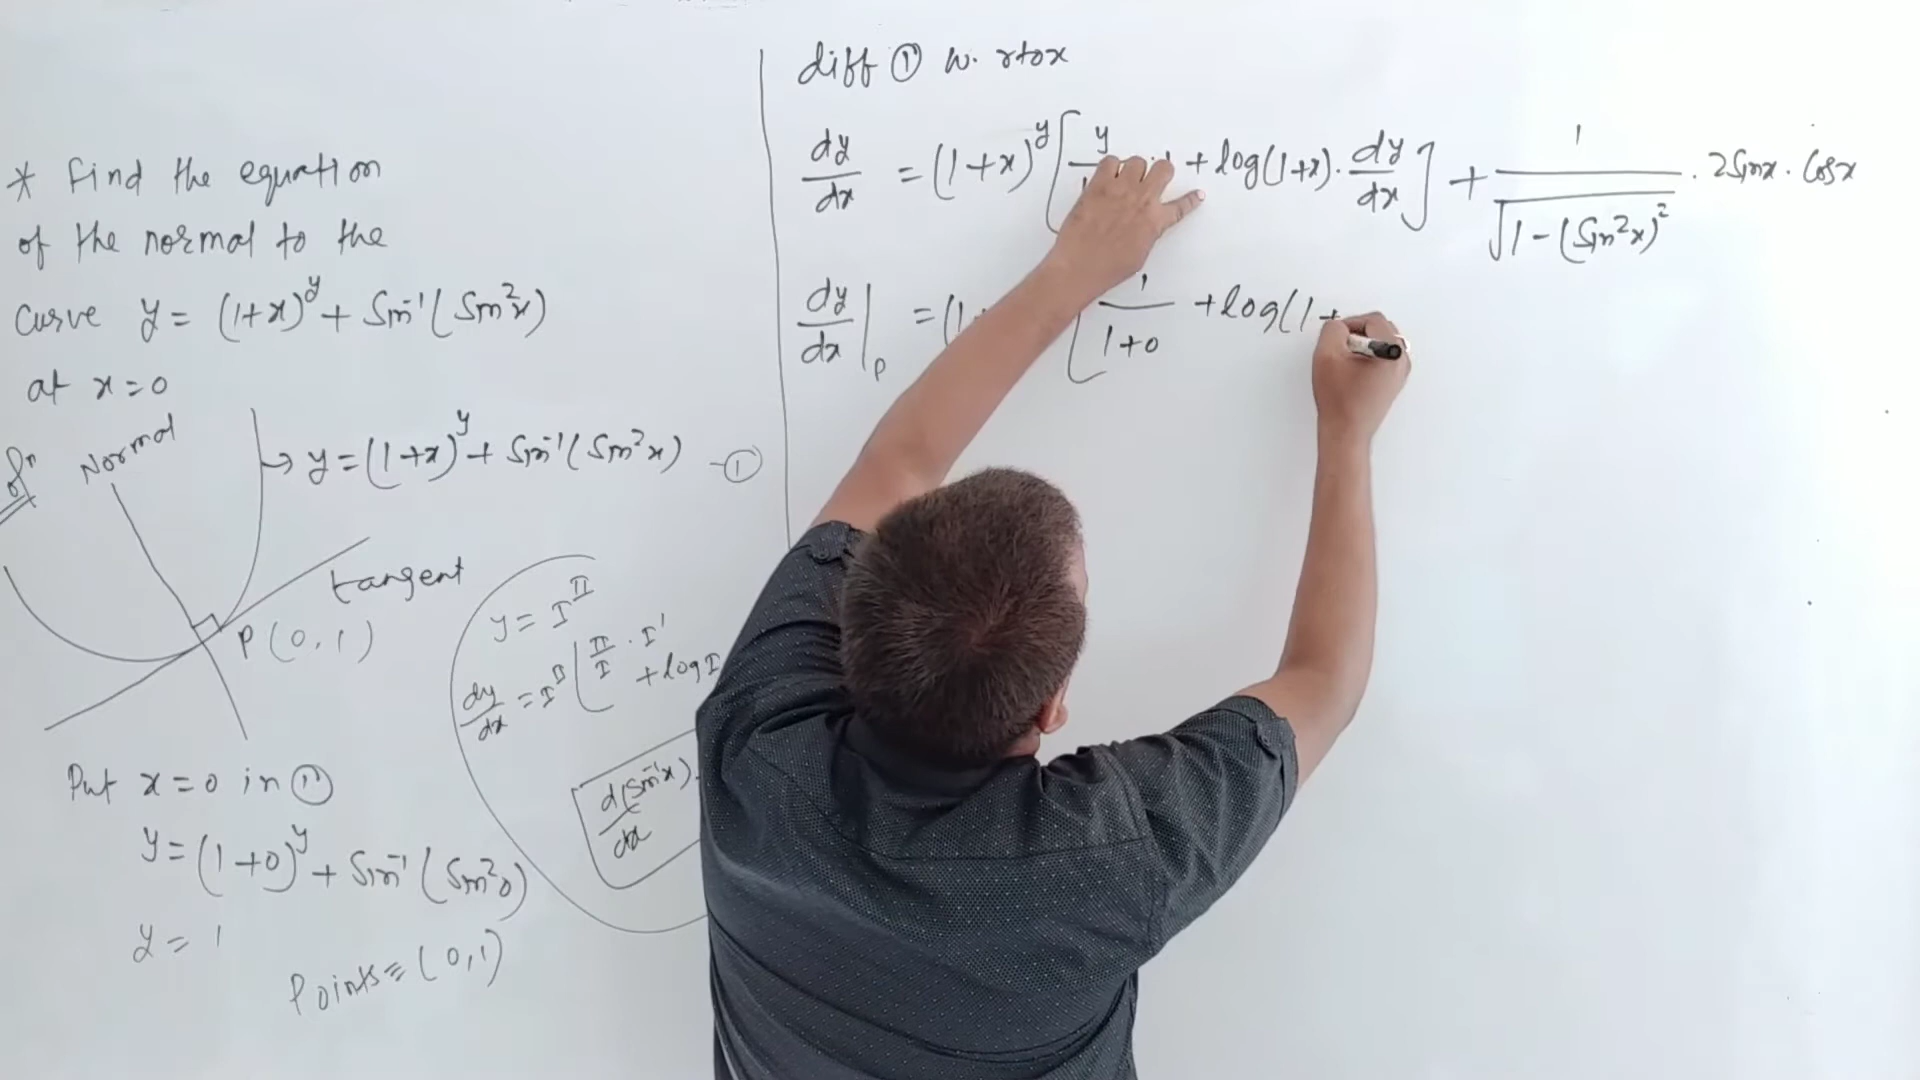 * Find the equation
of the normal to the
Curve y = (1+x)^y + Sin⁻¹(Sin²x)
at x=0
Solⁿ
Normal
→ y = (1+x)^y + Sin⁻¹(Sin²x) -①
tangent
P(0,1)
y = I^II
dy/dx = I^II [ II/I · I' + log I
d(Sin⁻¹x)/dx
Put x=0 in ①
y = (1+0)^y + Sin⁻¹(Sin²0)
y = 1
Points ≡ (0,1)
diff ① w. rtox
dy/dx = (1+x)^y [ y + log(1+x) · dy/dx ] + 1/√(1-(Sin²x)²) · 2Sinx · Cosx
dy/dx|p = (1 [ 1/(1+0) + log(1+